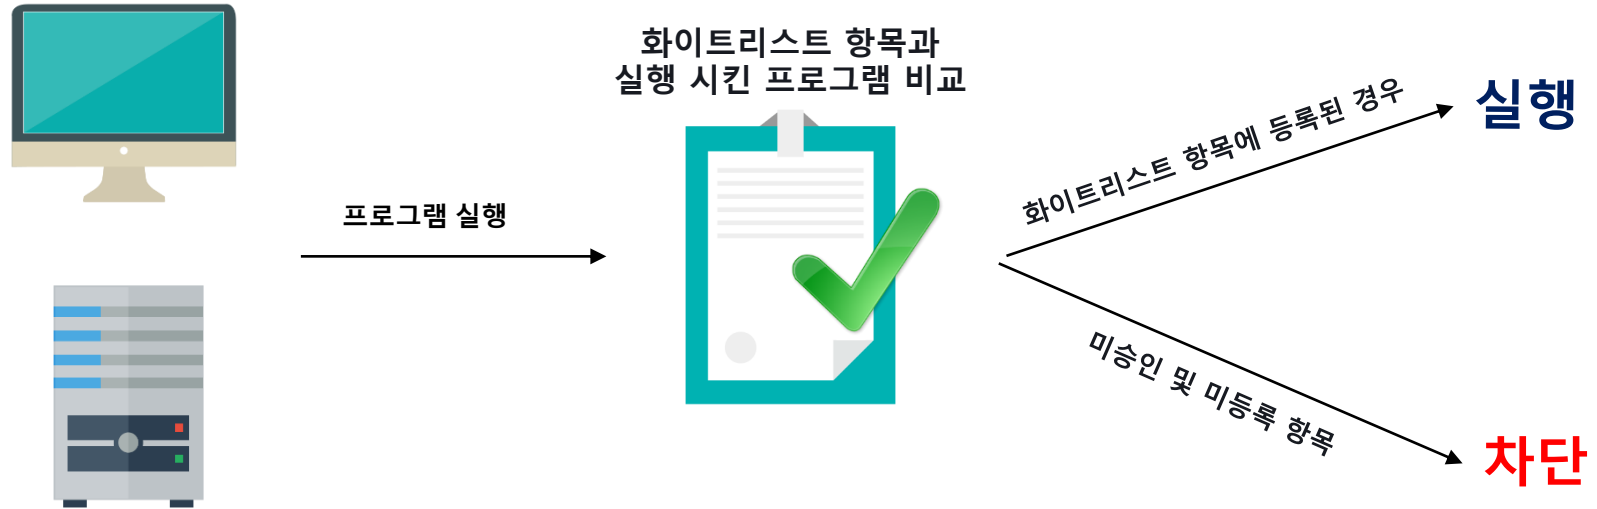 화이트리스트 항목과
실행 시킨 프로그램 비교
프로그램 실행
화이트리스트 항목에 등록된 경우
실행
미승인 및 미등록 항목
차단